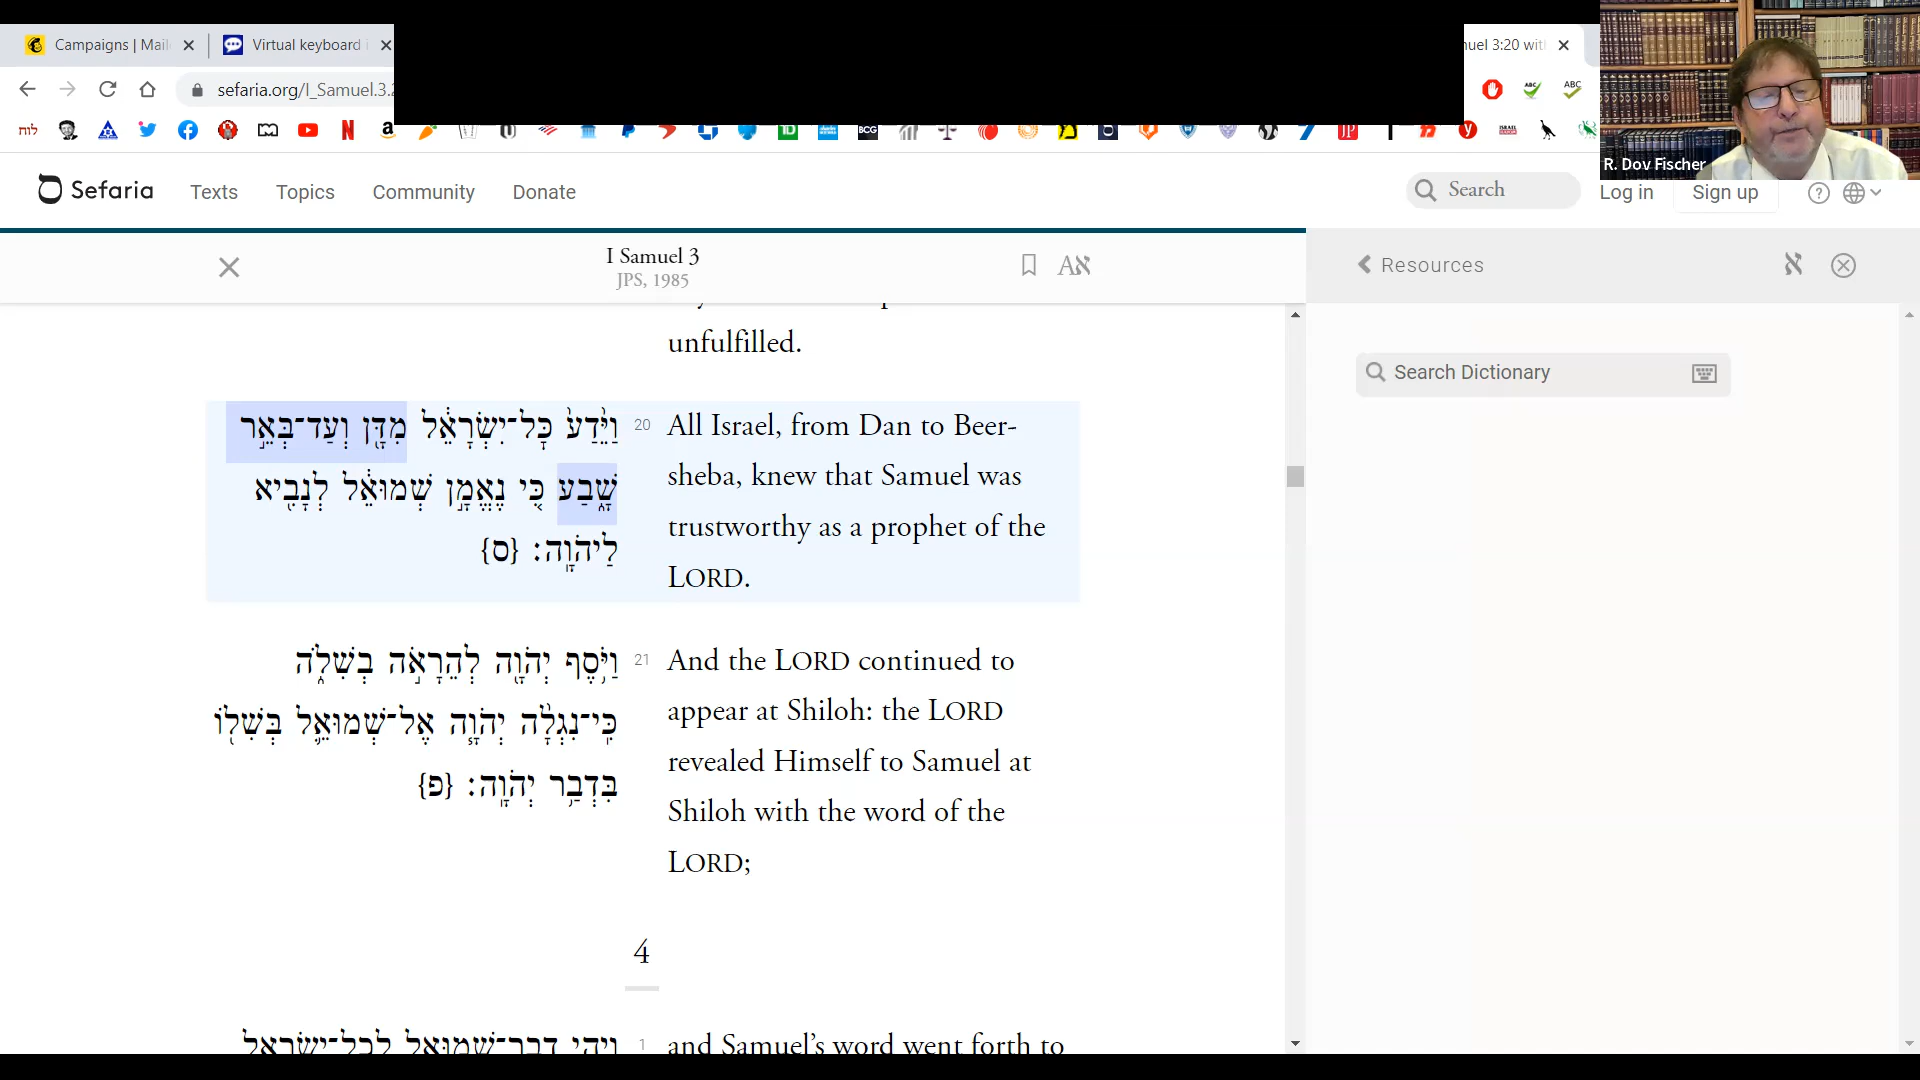 Campaigns | Mail
Virtual keyboard
nuel 3:20 wit
sefaria.org/I_Samuel.3.2
R. Dov Fischer
Sefaria
Texts
Topics
Community
Donate
Search
Log in
Sign up
I Samuel 3
JPS, 1985
Resources
Search Dictionary
unfulfilled.
וַיֵּ֙דַע֙ כׇּל־יִשְׂרָאֵ֔ל מִדָּ֖ן וְעַד־בְּאֵ֣ר
שָׁ֑בַע כִּ֚י נֶאֱמָ֣ן שְׁמוּאֵ֔ל לְנָבִ֖יא
לַיהֹוָֽה׃ {ס}
20
All Israel, from Dan to Beer-
sheba, knew that Samuel was
trustworthy as a prophet of the
LORD.
וַיֹּ֥סֶף יְהֹוָ֖ה לְהֵרָאֹ֣ה בְשִׁלֹ֑ה
כִּֽי־נִגְלָ֨ה יְהֹוָ֧ה אֶל־שְׁמוּאֵ֛ל בְּשִׁל֖וֹ
בִּדְבַ֥ר יְהֹוָֽה׃ {פ}
21
And the LORD continued to
appear at Shiloh: the LORD
revealed Himself to Samuel at
Shiloh with the word of the
LORD;
4
וַיְהִ֥י דְבַר־שְׁמוּאֵ֖ל לְכׇל־יִשְׂרָאֵ֑ל
1
and Samuel's word went forth to